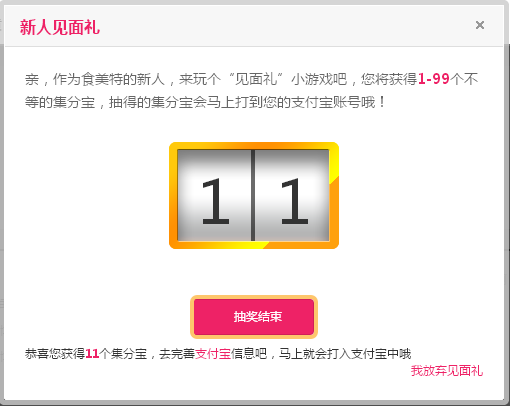 新人见面礼
×
亲，作为食美特的新人，来玩个“见面礼”小游戏吧，您将获得1-99个不
等的集分宝，抽得的集分宝会马上打到您的支付宝账号哦！
1 1
抽奖结束
恭喜您获得11个集分宝，去完善支付宝信息吧，马上就会打入支付宝中哦
我放弃见面礼